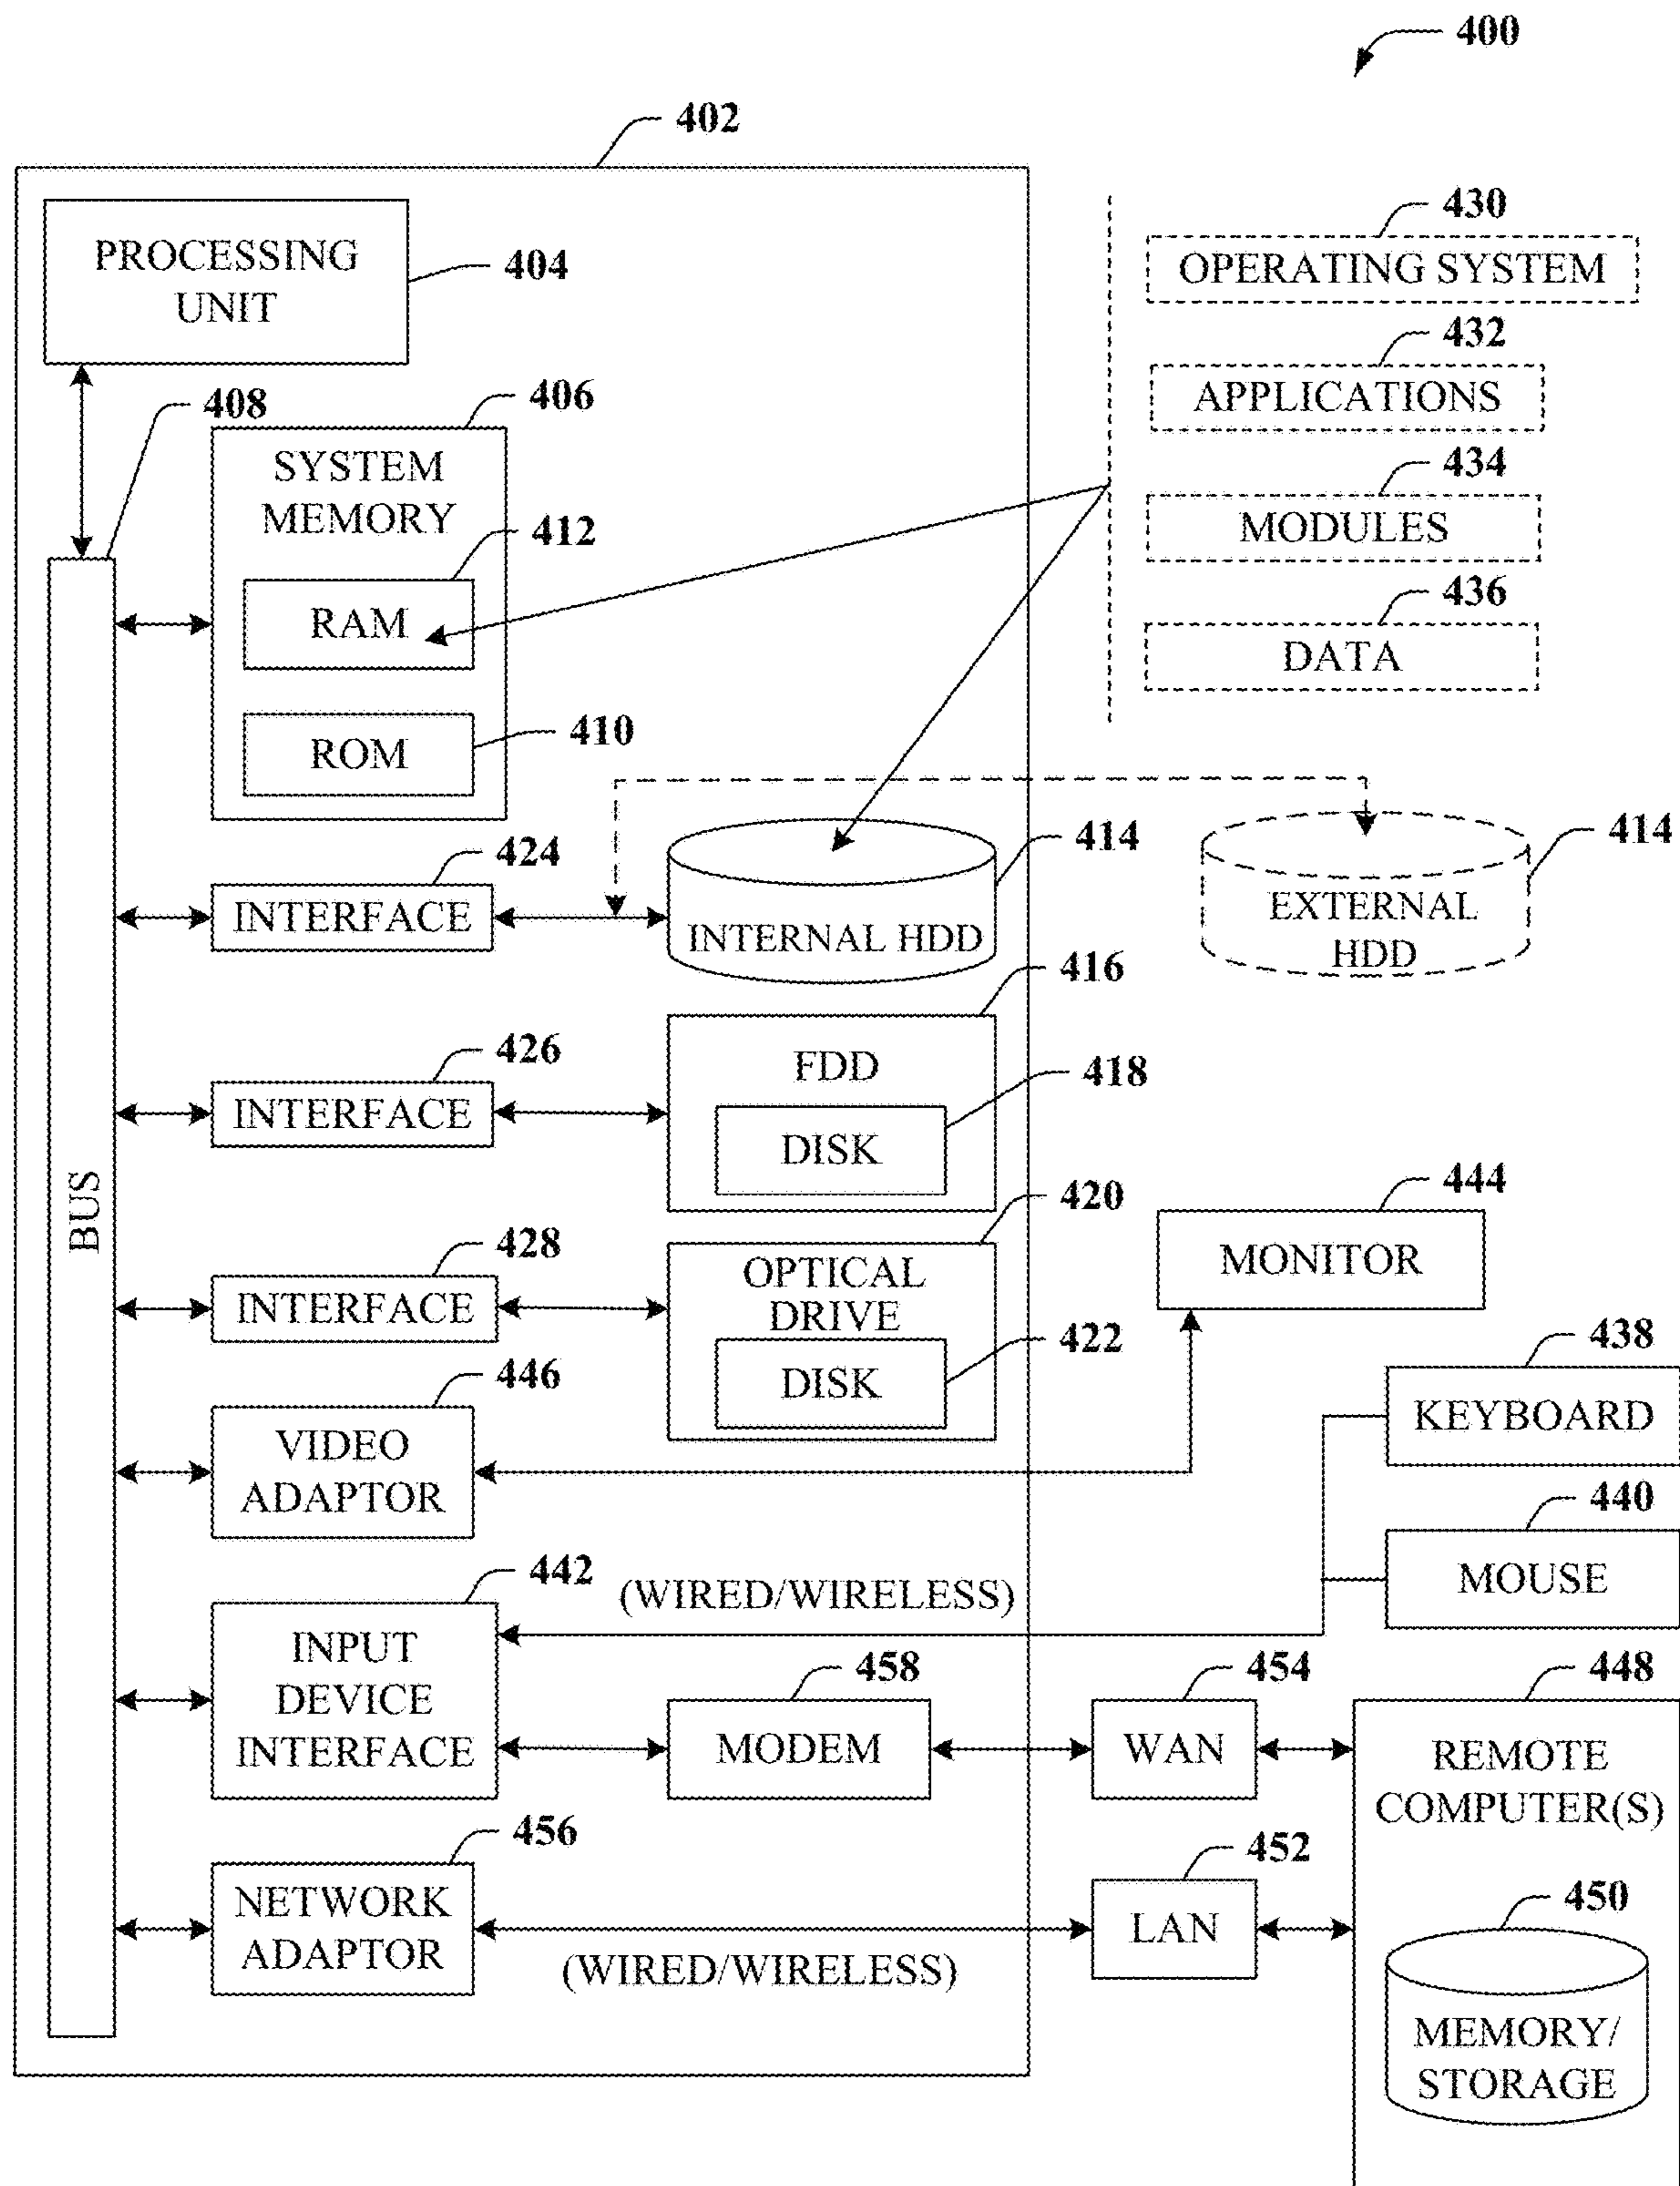 400
402
PROCESSING
UNIT
404
430
OPERATING SYSTEM
432
APPLICATIONS
434
MODULES
436
DATA
408
406
SYSTEM
MEMORY
412
RAM
410
ROM
424
INTERFACE
414
INTERNAL HDD
414
EXTERNAL
HDD
416
FDD
418
DISK
426
INTERFACE
BUS
420
OPTICAL
DRIVE
422
DISK
428
INTERFACE
444
MONITOR
446
VIDEO
ADAPTOR
438
KEYBOARD
440
MOUSE
442
INPUT
DEVICE
INTERFACE
(WIRED/WIRELESS)
458
MODEM
454
WAN
448
REMOTE
COMPUTER(S)
456
NETWORK
ADAPTOR
(WIRED/WIRELESS)
452
LAN
450
MEMORY/
STORAGE